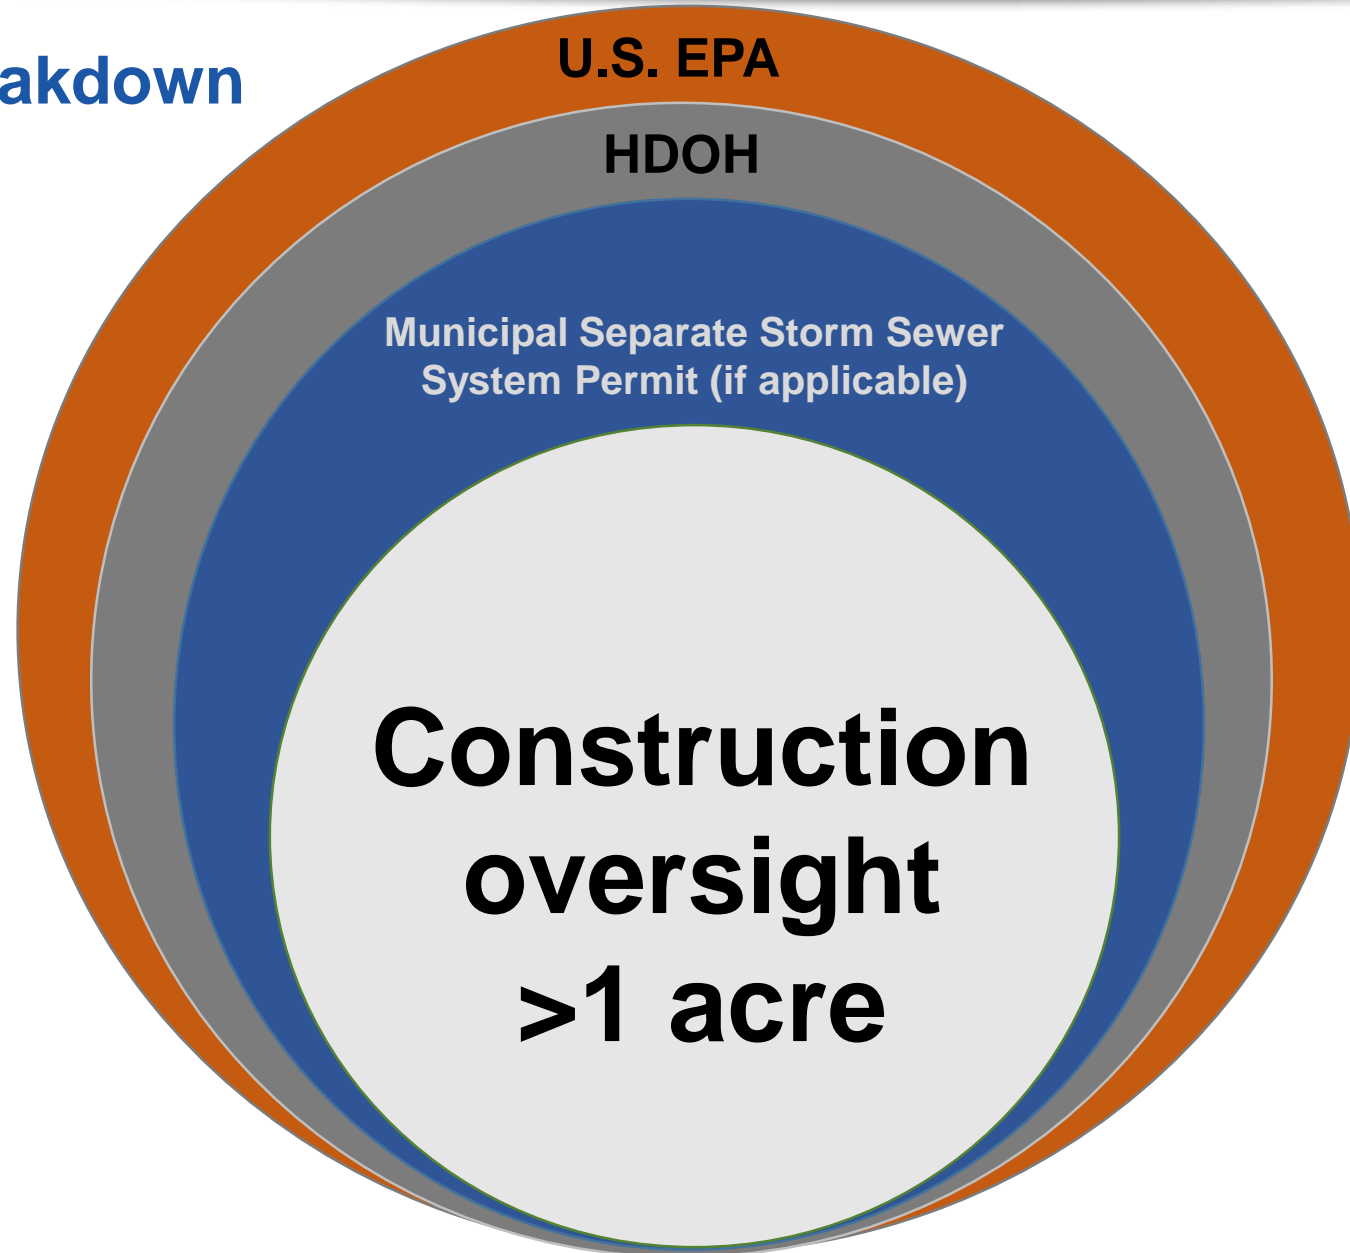 akdown
U.S. EPA
HDOH
Municipal Separate Storm Sewer
System Permit (if applicable)
Construction
oversight
>1 acre